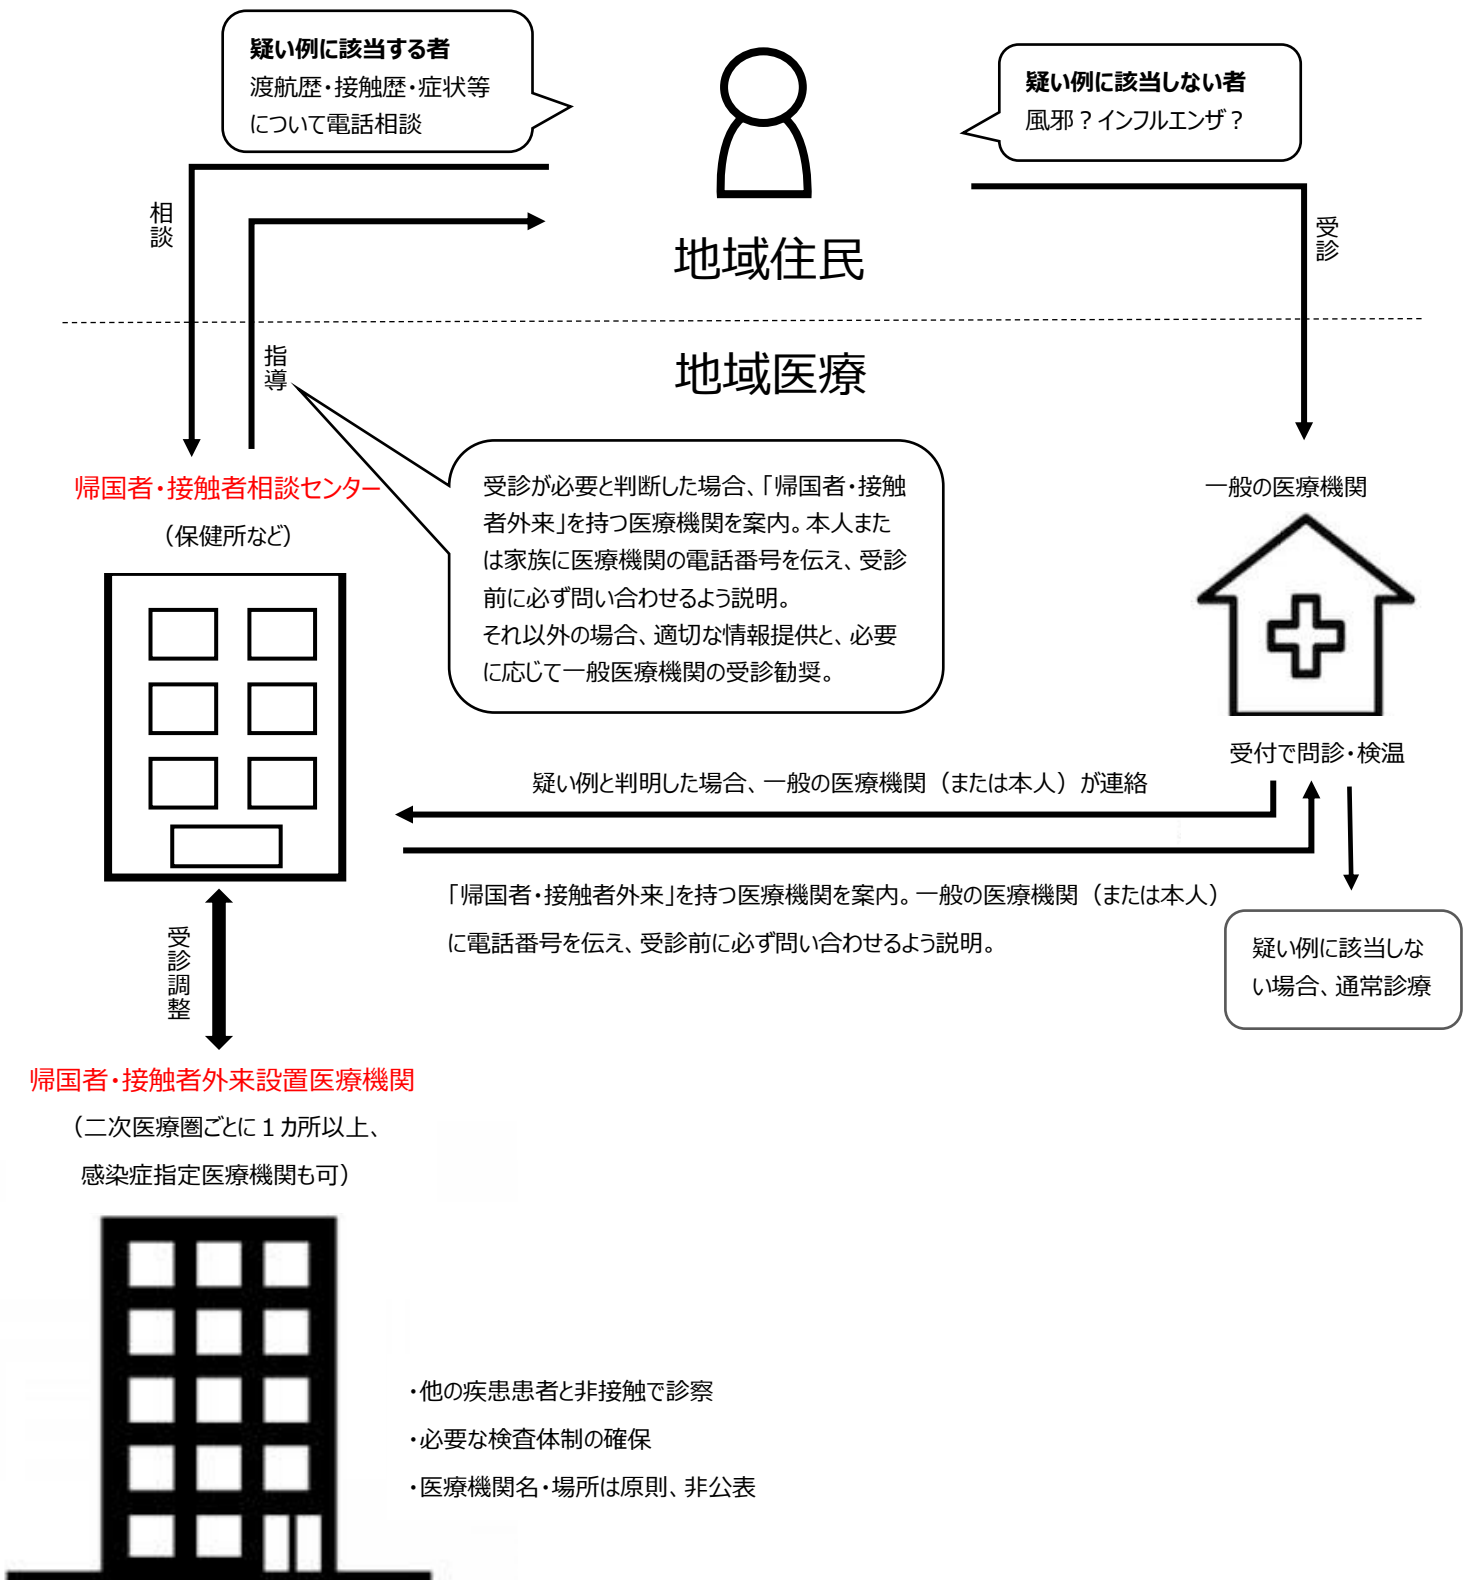 疑い例に該当する者
渡航歴・接触歴・症状等
について電話相談
疑い例に該当しない者
風邪？インフルエンザ？
相談
受診
地域住民
地域医療
指導
帰国者・接触者相談センター
（保健所など）
受診が必要と判断した場合、「帰国者・接触
者外来」を持つ医療機関を案内。本人また
は家族に医療機関の電話番号を伝え、受診
前に必ず問い合わせるよう説明。
それ以外の場合、適切な情報提供と、必要
に応じて一般医療機関の受診勧奨。
一般の医療機関
受付で問診・検温
疑い例と判明した場合、一般の医療機関（または本人）が連絡
「帰国者・接触者外来」を持つ医療機関を案内。一般の医療機関（または本人）
に電話番号を伝え、受診前に必ず問い合わせるよう説明。
疑い例に該当しな
い場合、通常診療
受診調整
帰国者・接触者外来設置医療機関
（二次医療圏ごとに１カ所以上、
感染症指定医療機関も可）
・他の疾患患者と非接触で診察
・必要な検査体制の確保
・医療機関名・場所は原則、非公表